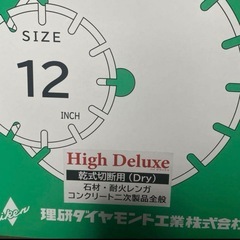 SIZE
12
INCH
High Deluxe
乾式切断用（Dry）
石材・耐火レンガ
コンクリート二次製品全般
理研ダイヤモンド工業株式会